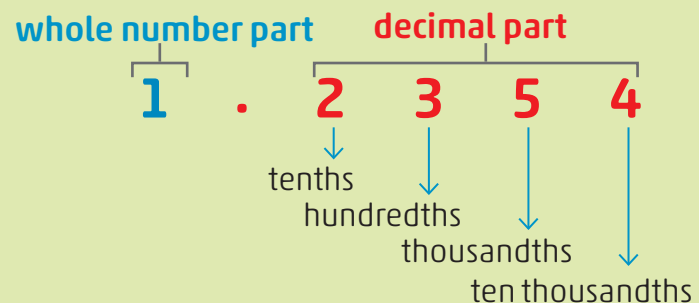 whole number part decimal part
1 . 2 3 5 4
tenths
hundredths
thousandths
ten thousandths